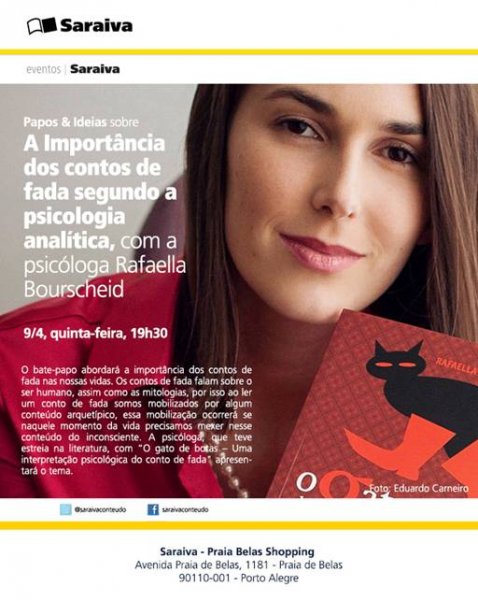 Saraiva
eventos | Saraiva
Papos & Ideias sobre
A Importância
dos contos de
fada segundo a
psicologia
analítica, com a
psicóloga Rafaella
Bourscheid
9/4, quinta-feira, 19h30
O bate-papo abordará a importância dos contos de
fada nas nossas vidas. Os contos de fada falam sobre o
ser humano, assim como as mitologias, por isso ao ler
um conto de fada somos mobilizados por algum
conteúdo arquetípico, essa mobilização ocorrerá se
naquele momento da vida precisamos mexer nesse
conteúdo do inconsciente. A psicóloga, que teve
estreia na literatura, com "O gato de botas – Uma
interpretação psicológica do conto de fada" apresen-
tará o tema.
RAFAELLA
O
Foto: Eduardo Carneiro
@saraivaconteudo
saraivaconteudo
Saraiva - Praia Belas Shopping
Avenida Praia de Belas, 1181 - Praia de Belas
90110-001 - Porto Alegre